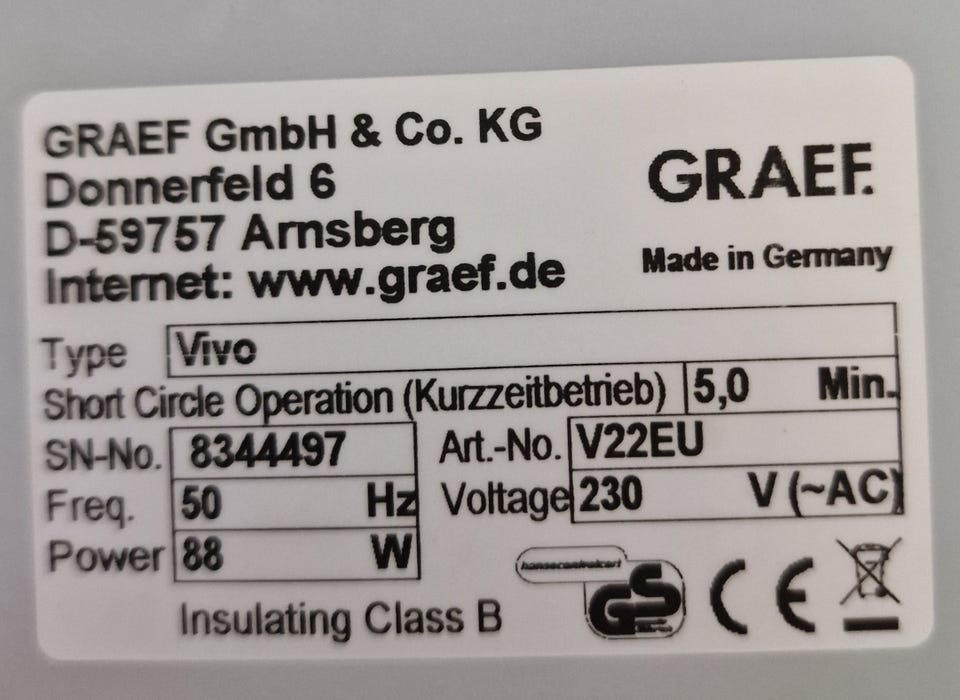 GRAEF GmbH & Co. KG
Donnerfeld 6
D-59757 Arnsberg
Internet: www.graef.de
GRAEF.
Made in Germany
Type Vivo
Short Circle Operation (Kurzzeitbetrieb) 5,0 Min.
SN-No. 8344497 Art.-No. V22EU
Freq. 50 Hz Voltage 230 V (~AC)
Power 88 W
Insulating Class B
hansecontrolcert
GS
CE